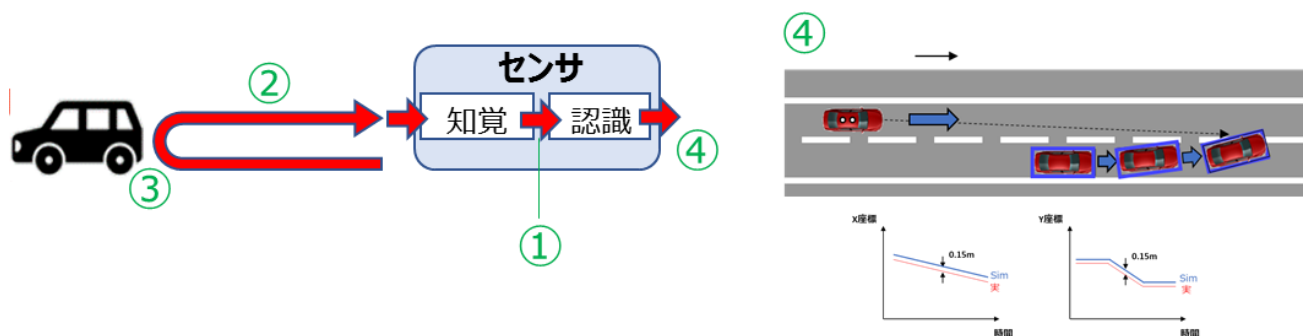 ②
センサ
知覚
認識
③
④
①
④
X座標
0.15m
Sim
実
時間
Y座標
0.15m
Sim
実
時間